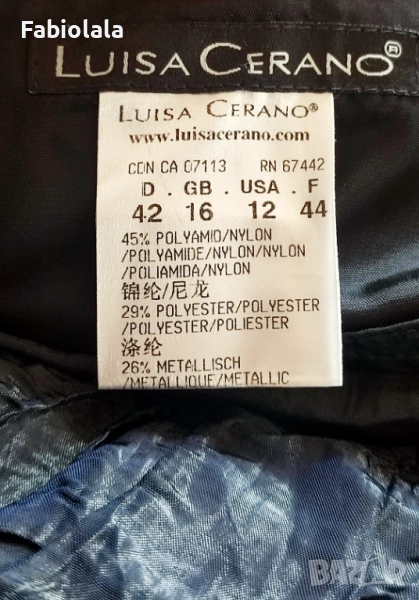 Fabiolala
LUISA CERANO®
LUISA CERANO®
www.luisacerano.com
CDN CA 07113 RN 67442
D . GB . USA . F
42 16 12 44
45% POLYAMID/NYLON
/POLYAMIDE/NYLON/NYLON
/POLIAMIDA/NYLON
锦纶/尼龙
29% POLYESTER/POLYESTER
/POLYESTER/POLIESTER
涤纶
26% METALLISCH
/METALLIQUE/METALLIC
BAZAR